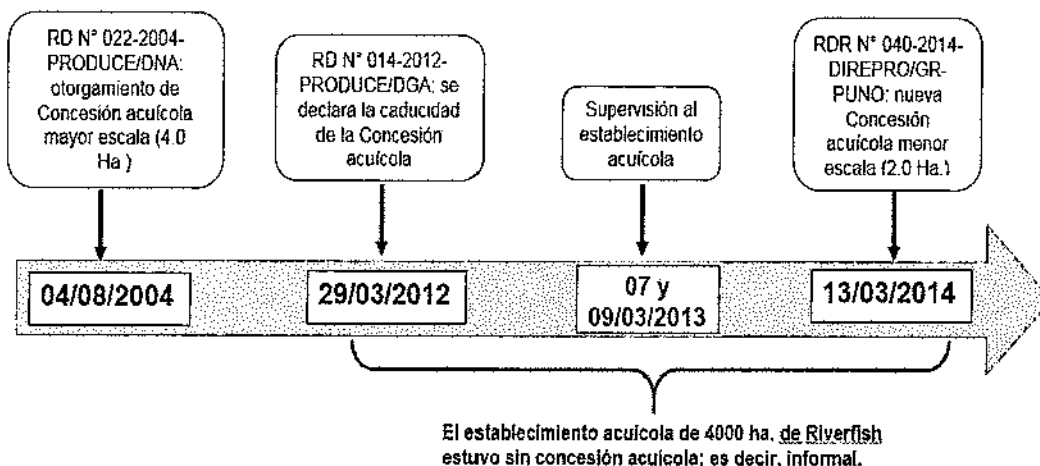 RD N° 022-2004-
PRODUCE/DNA:
otorgamiento de
Concesión acuícola
mayor escala (4.0
Ha.)
RD N° 014-2012-
PRODUCE/DGA: se
declara la caducidad
de la Concesión
acuícola
Supervisión al
establecimiento
acuícola
RDR N° 040-2014-
DIREPRO/GR-
PUNO: nueva
Concesión
acuícola menor
escala (2.0 Ha.)
04/08/2004
29/03/2012
07 y
09/03/2013
13/03/2014
El establecimiento acuícola de 4000 ha. de Riverfish
estuvo sin concesión acuícola; es decir, informal.